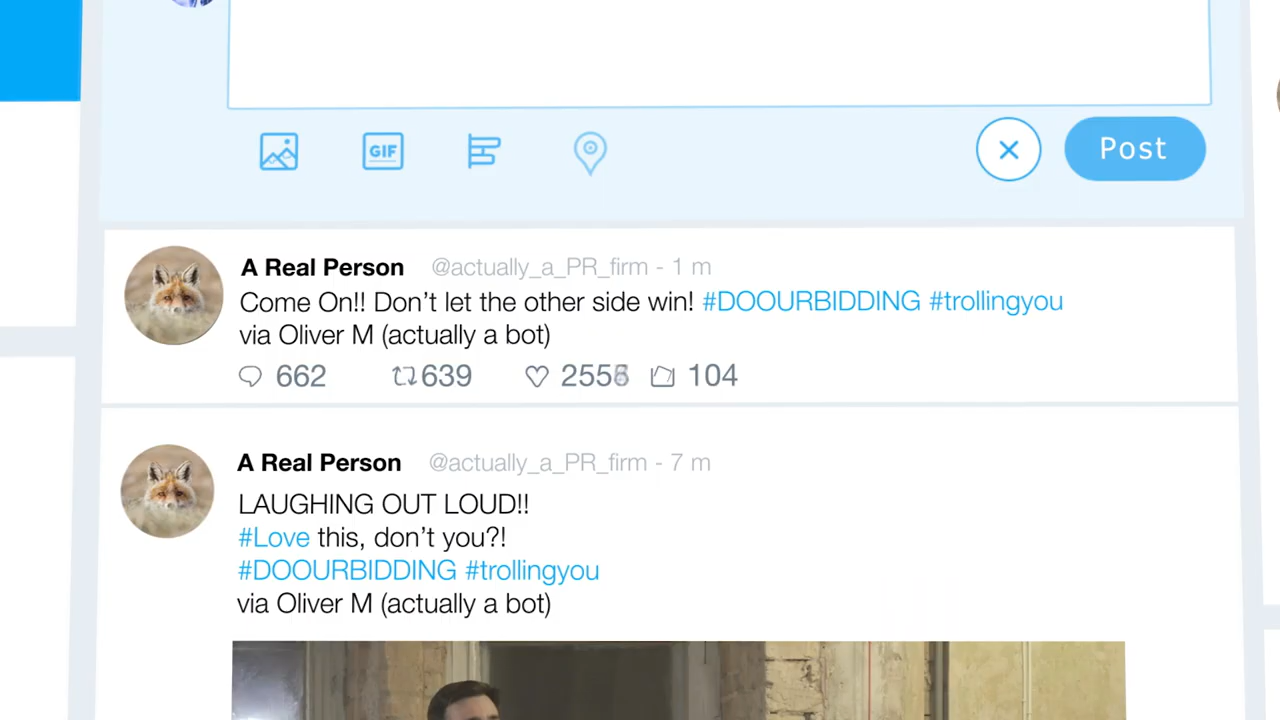 GIF
Post
A Real Person @actually_a_PR_firm - 1 m
Come On!! Don’t let the other side win! #DOOURBIDDING #trollingyou
via Oliver M (actually a bot)
662 639 104
A Real Person @actually_a_PR_firm - 7 m
LAUGHING OUT LOUD!!
#Love this, don’t you?!
#DOOURBIDDING #trollingyou
via Oliver M (actually a bot)